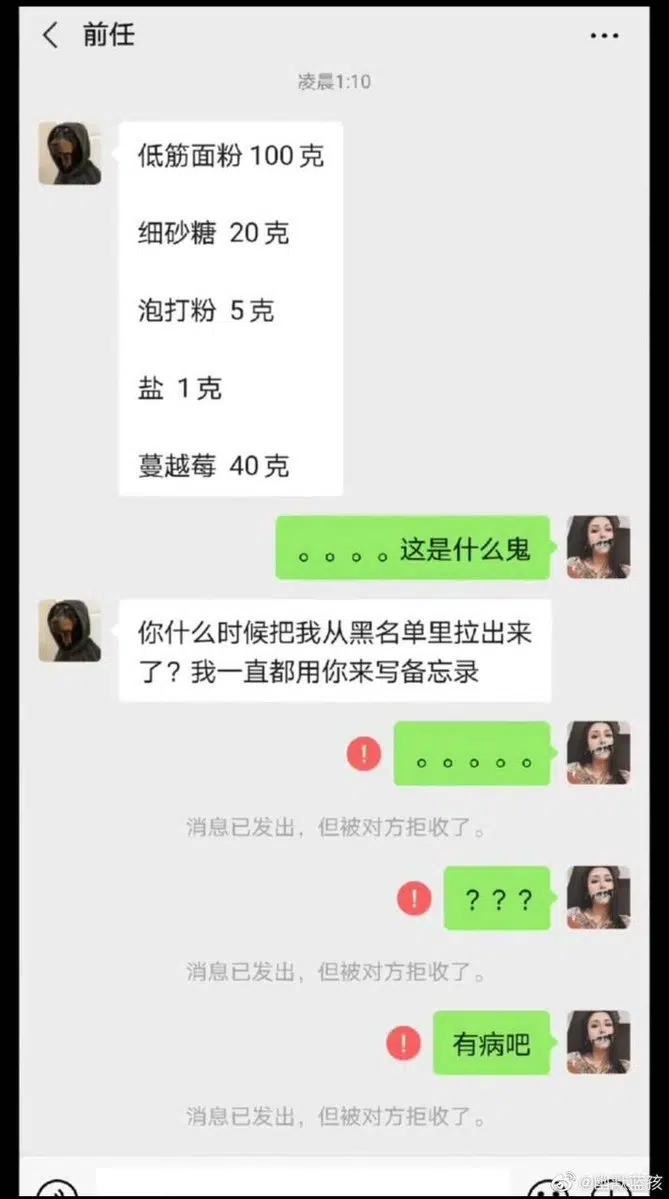 前任
凌晨1:10
低筋面粉 100 克
细砂糖 20 克
泡打粉 5 克
盐 1 克
蔓越莓 40 克
。。。。这是什么鬼
你什么时候把我从黑名单里拉出来
了？我一直都用你来写备忘录
。。。。。
消息已发出，但被对方拒收了。
？？？
消息已发出，但被对方拒收了。
有病吧
消息已发出，但被对方拒收了。